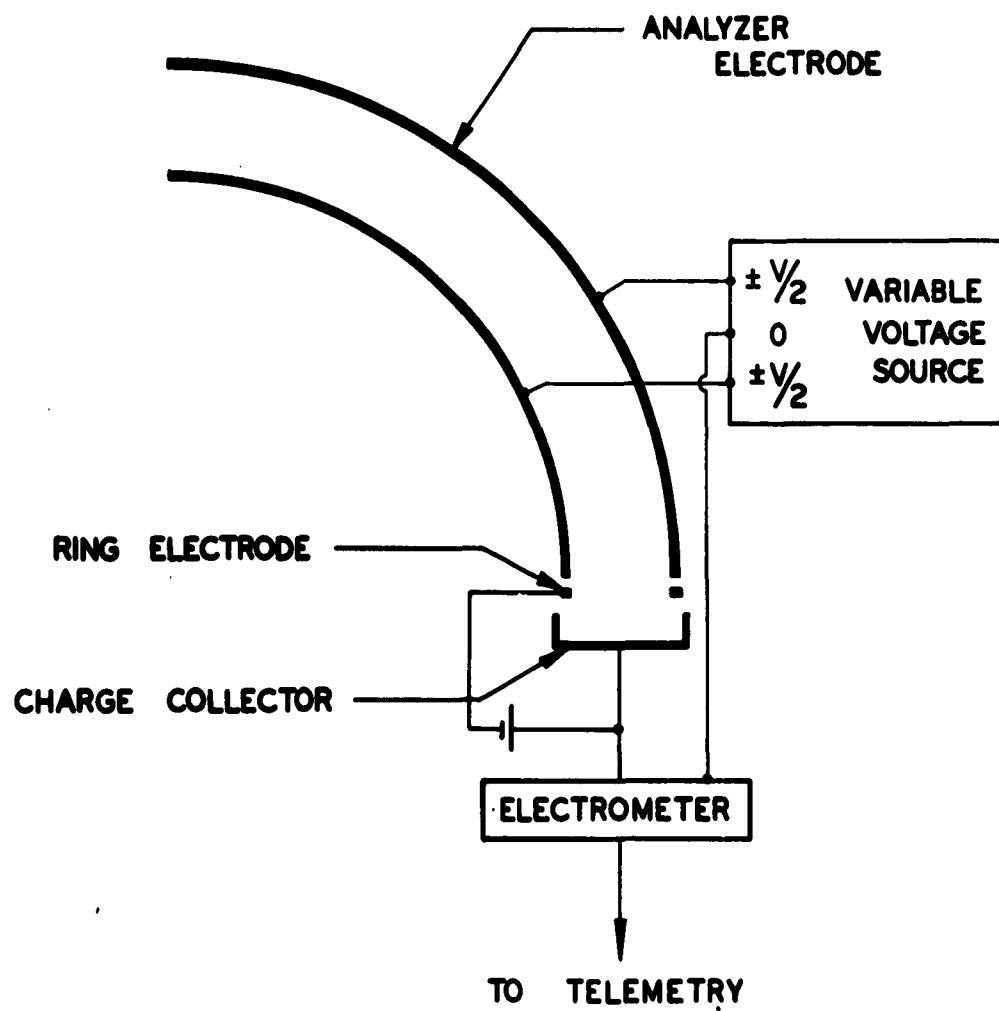 ANALYZER
ELECTRODE
± V/2
VARIABLE
0
VOLTAGE
± V/2
SOURCE
RING ELECTRODE
CHARGE COLLECTOR
ELECTROMETER
TO TELEMETRY